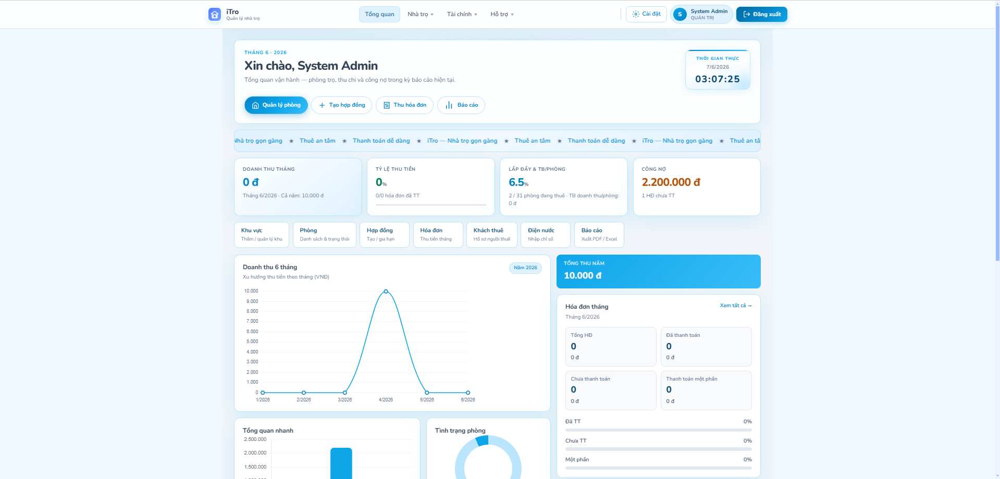 iTro
Quản lý nhà trọ
Tổng quan
Nhà trọ
Tài chính
Hỗ trợ
Cài đặt
S
System Admin
QUẢN TRỊ
Đăng xuất
THÁNG 6 · 2026
Xin chào, System Admin
Tổng quan vận hành — phòng trọ, thu chi và công nợ trong kỳ báo cáo hiện tại.
THỜI GIAN THỰC
7/6/2026
03:07:25
Quản lý phòng
Tạo hợp đồng
Thu hóa đơn
Báo cáo
Nhà trọ gọn gàng ★ Thuê an tâm ★ Thanh toán dễ dàng ★ iTro — Nhà trọ gọn gàng ★ Thuê an tâm ★ Thanh toán dễ dàng ★ iTro — Nhà trọ gọn gàng ★ Thuê an tâ
DOANH THU THÁNG
0 đ
Tháng 6/2026 · Cả năm: 10.000 đ
TỶ LỆ THU TIỀN
0%
0/0 hóa đơn đã TT
LẤP ĐẦY & TB/PHÒNG
6.5%
2 / 31 phòng đang thuê · TB doanh thu/phòng:
0 đ
CÔNG NỢ
2.200.000 đ
1 HĐ chưa TT
Khu vực
Thêm / quản lý khu
Phòng
Danh sách & trạng thái
Hợp đồng
Tạo / gia hạn
Hóa đơn
Thu tiền tháng
Khách thuê
Hồ sơ người thuê
Điện nước
Nhập chỉ số
Báo cáo
Xuất PDF / Excel
Doanh thu 6 tháng
Xu hướng thu tiền theo tháng (VNĐ)
Năm 2026
10.000
9.000
8.000
7.000
6.000
5.000
4.000
3.000
2.000
1.000
0
1/2026 2/2026 3/2026 4/2026 5/2026 6/2026
TỔNG THU NĂM
10.000 đ
Hóa đơn tháng
Xem tất cả →
Tháng 6/2026
Tổng HĐ
0
0 đ
Đã thanh toán
0
0 đ
Chưa thanh toán
0
0 đ
Thanh toán một phần
0
0 đ
Đã TT 0%
Chưa TT 0%
Một phần 0%
Tổng quan nhanh
2.500.000
2.000.000
1.500.000
Tình trạng phòng